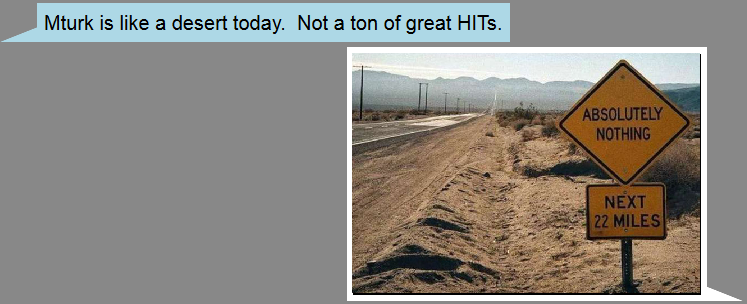 Mturk is like a desert today.  Not a ton of great HITs.
ABSOLUTELY
NOTHING
NEXT
22 MILES